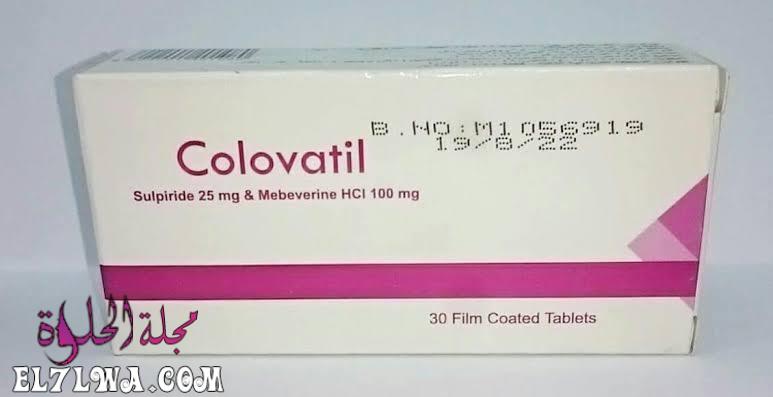 B.NO:M1056919
19/8/22
Colovatil
Sulpiride 25 mg & Mebeverine HCl 100 mg
30 Film Coated Tablets
مجلة الحلوة
EL7LWA.COM